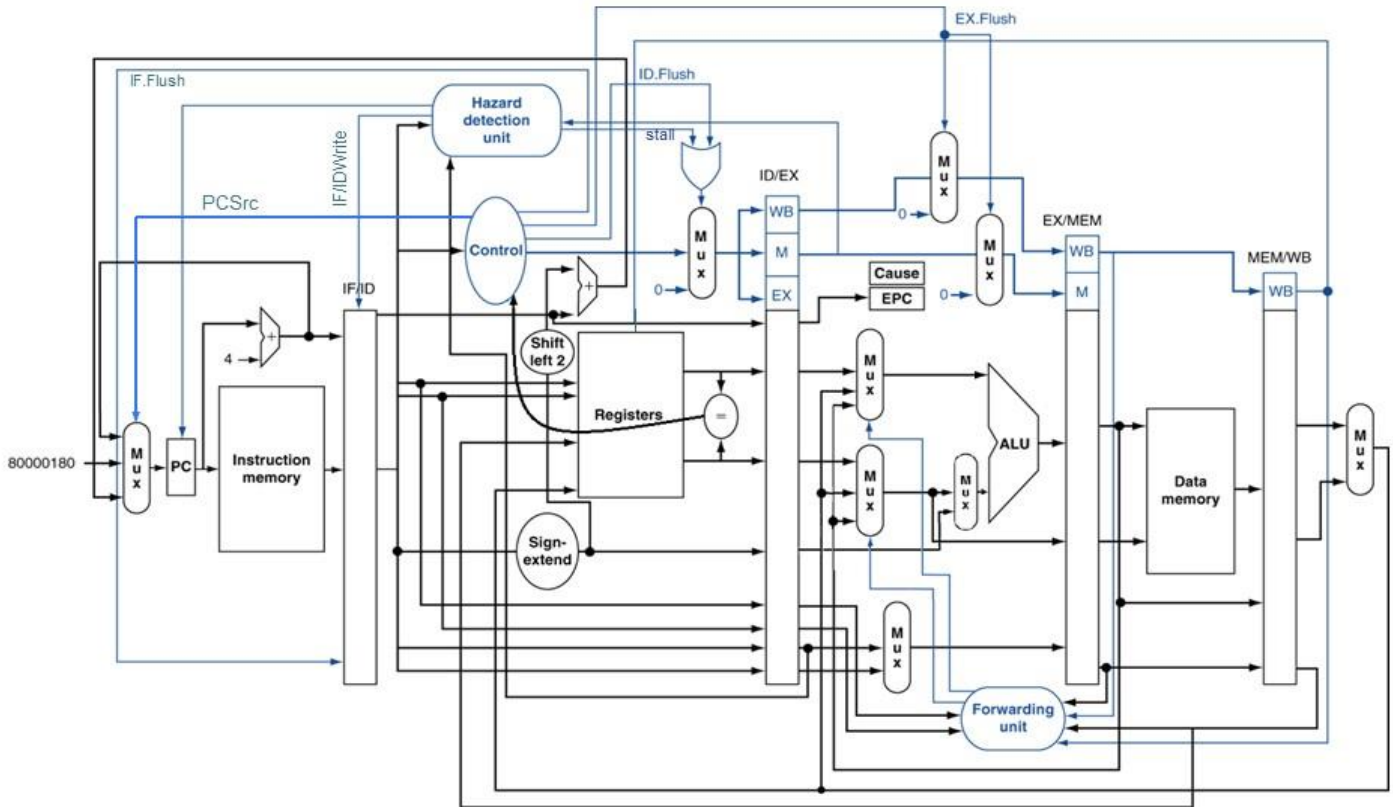 EX.Flush
IF.Flush
ID.Flush
Hazard
detection
unit
stall
IF/IDWrite
PCSrc
Control
ID/EX
WB
M
EX
M
u
x
0
M
u
x
0
M
u
x
0
Cause
EPC
EX/MEM
WB
M
MEM/WB
WB
IF/ID
+
4
+
Shift
left 2
Registers
=
M
u
x
M
u
x
M
u
x
ALU
80000180
M
u
x
PC
Instruction
memory
Data
memory
M
u
x
Sign-
extend
M
u
x
Forwarding
unit